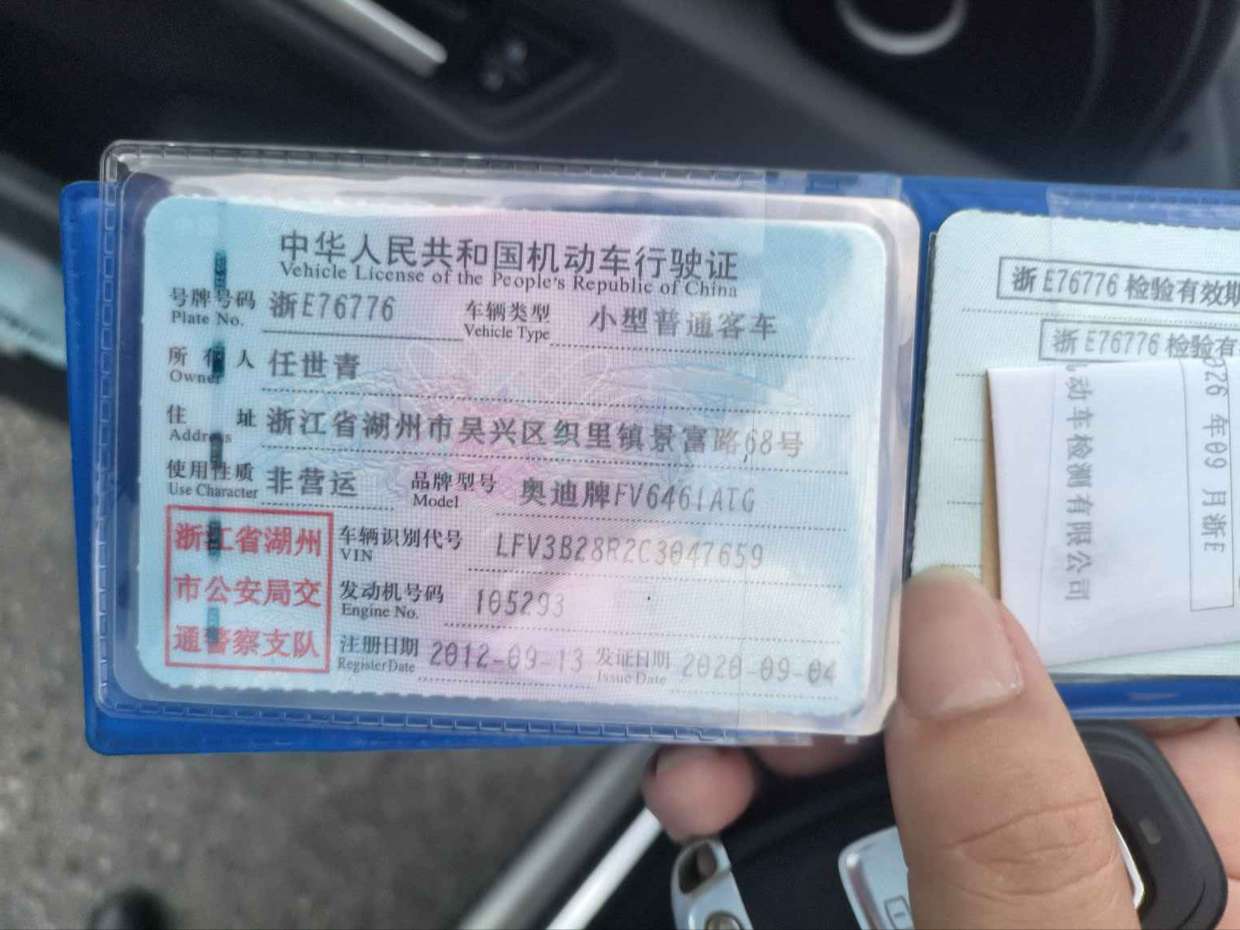 中华人民共和国机动车行驶证
Vehicle License of the People's Republic of China
号牌号码 浙E76776 车辆类型 小型普通客车
Plate No. Vehicle Type
所有人 任世青
Owner
住址 浙江省湖州市吴兴区织里镇景富路68号
Address
使用性质 非营运 品牌型号 奥迪牌FV6461ATG
Use Character Model
浙江省湖州
市公安局交
通警察支队
车辆识别代号 LFV3B28R2C3047659
VIN
发动机号码 105293
Engine No.
注册日期 2012-09-13 发证日期 2020-09-04
Register Date Issue Date
浙E76776 检验有效期
浙E76776 检验有
动车检测有限公司
年09月浙E